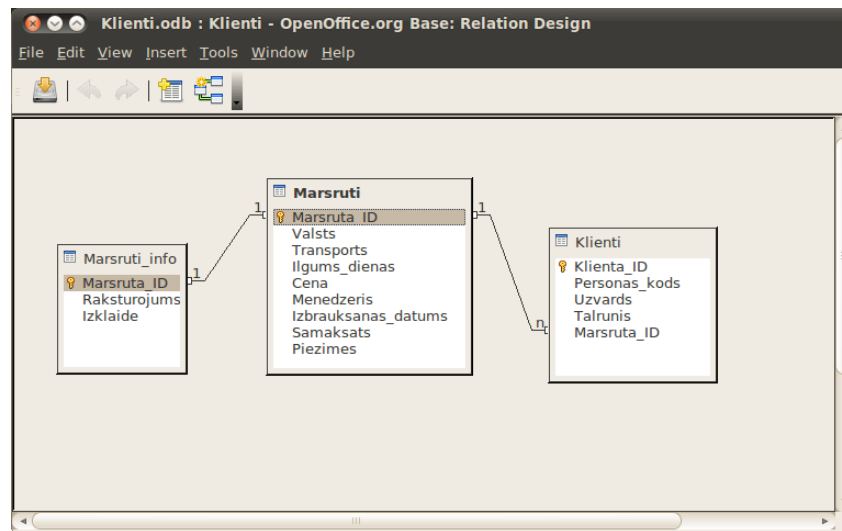 Klienti.odb : Klienti - OpenOffice.org Base: Relation Design
File Edit View Insert Tools Window Help
Marsruti_info
Marsruta_ID
Raksturojums
Izklaide
1
1
Marsruti
Marsruta_ID
Valsts
Transports
Ilgums_dienas
Cena
Menedzeris
Izbrauksanas_datums
Samaksats
Piezimes
1
n
Klienti
Klienta_ID
Personas_kods
Uzvards
Talrunis
Marsruta_ID